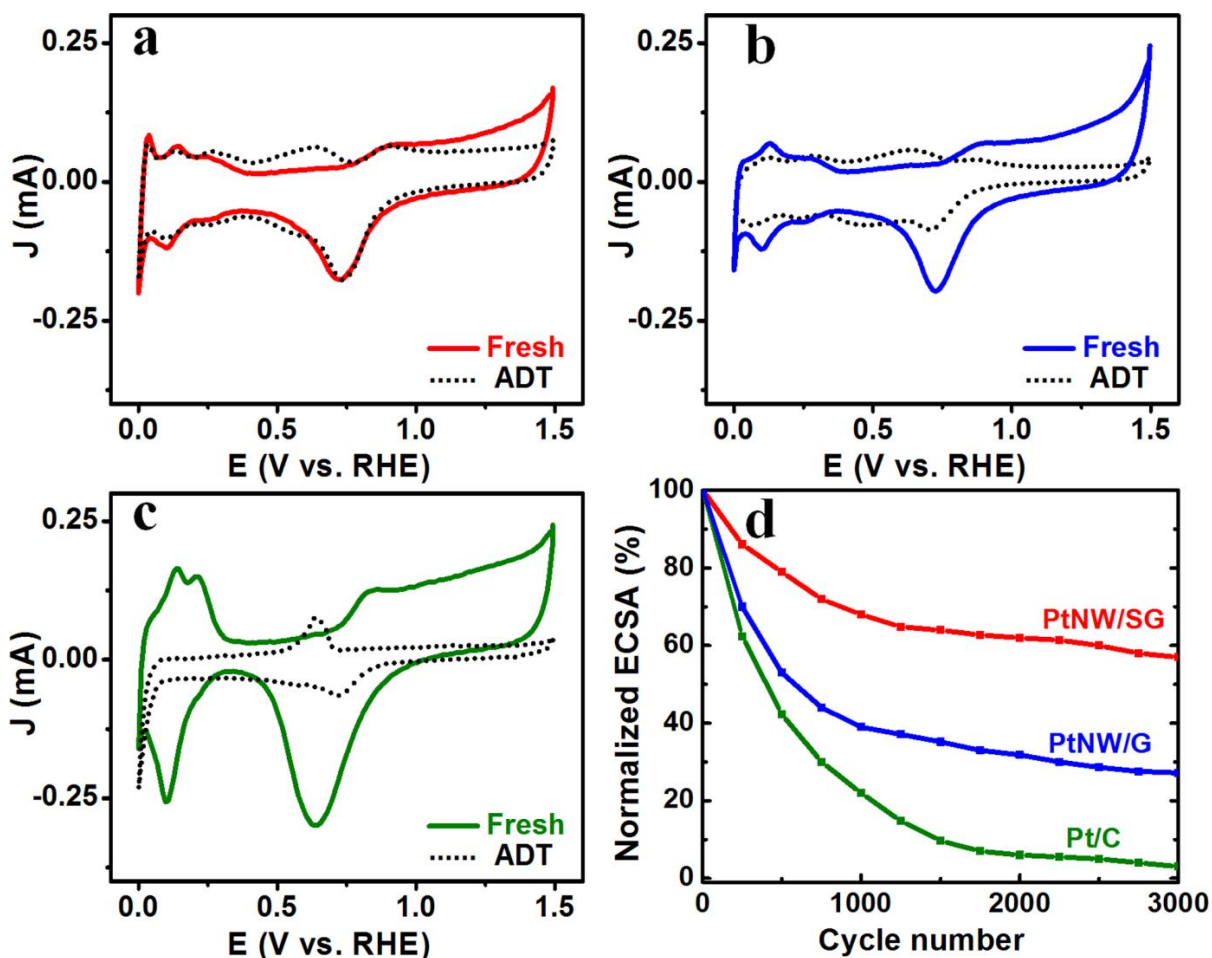 a
0.25
0.00
-0.25
J (mA)
Fresh
ADT
0.0 0.5 1.0 1.5
E (V vs. RHE)
b
0.25
0.00
-0.25
J (mA)
Fresh
ADT
0.0 0.5 1.0 1.5
E (V vs. RHE)
c
0.25
0.00
-0.25
J (mA)
Fresh
ADT
0.0 0.5 1.0 1.5
E (V vs. RHE)
d
100
80
60
40
20
0
Normalized ECSA (%)
PtNW/SG
PtNW/G
Pt/C
0 1000 2000 3000
Cycle number